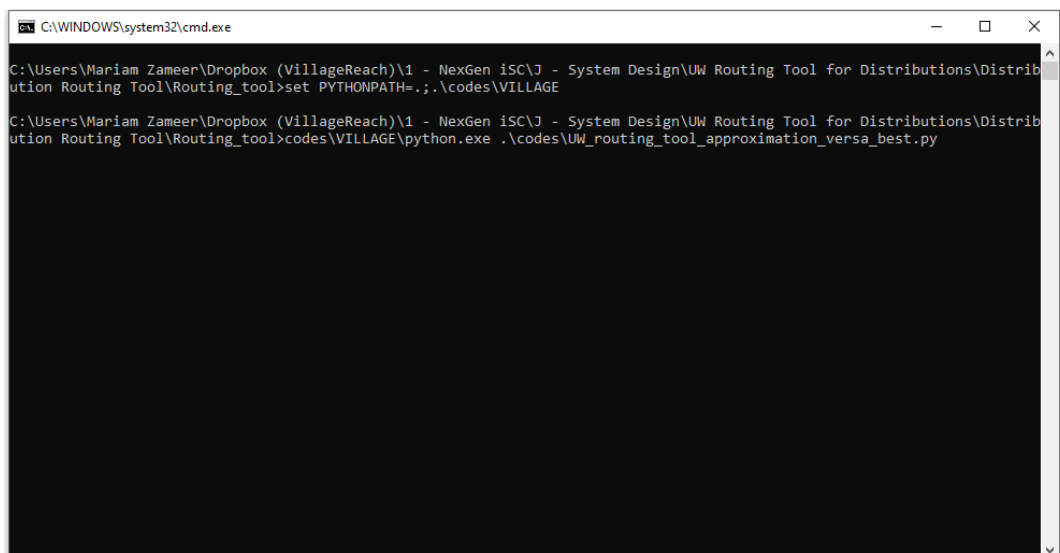 C:\WINDOWS\system32\cmd.exe
C:\Users\Mariam Zameer\Dropbox (VillageReach)\1 - NexGen iSC\J - System Design\UW Routing Tool for Distributions\Distrib
ution Routing Tool\Routing_tool>set PYTHONPATH=.;.\codes\VILLAGE
C:\Users\Mariam Zameer\Dropbox (VillageReach)\1 - NexGen iSC\J - System Design\UW Routing Tool for Distributions\Distrib
ution Routing Tool\Routing_tool>codes\VILLAGE\python.exe .\codes\UW_routing_tool_approximation_versa_best.py